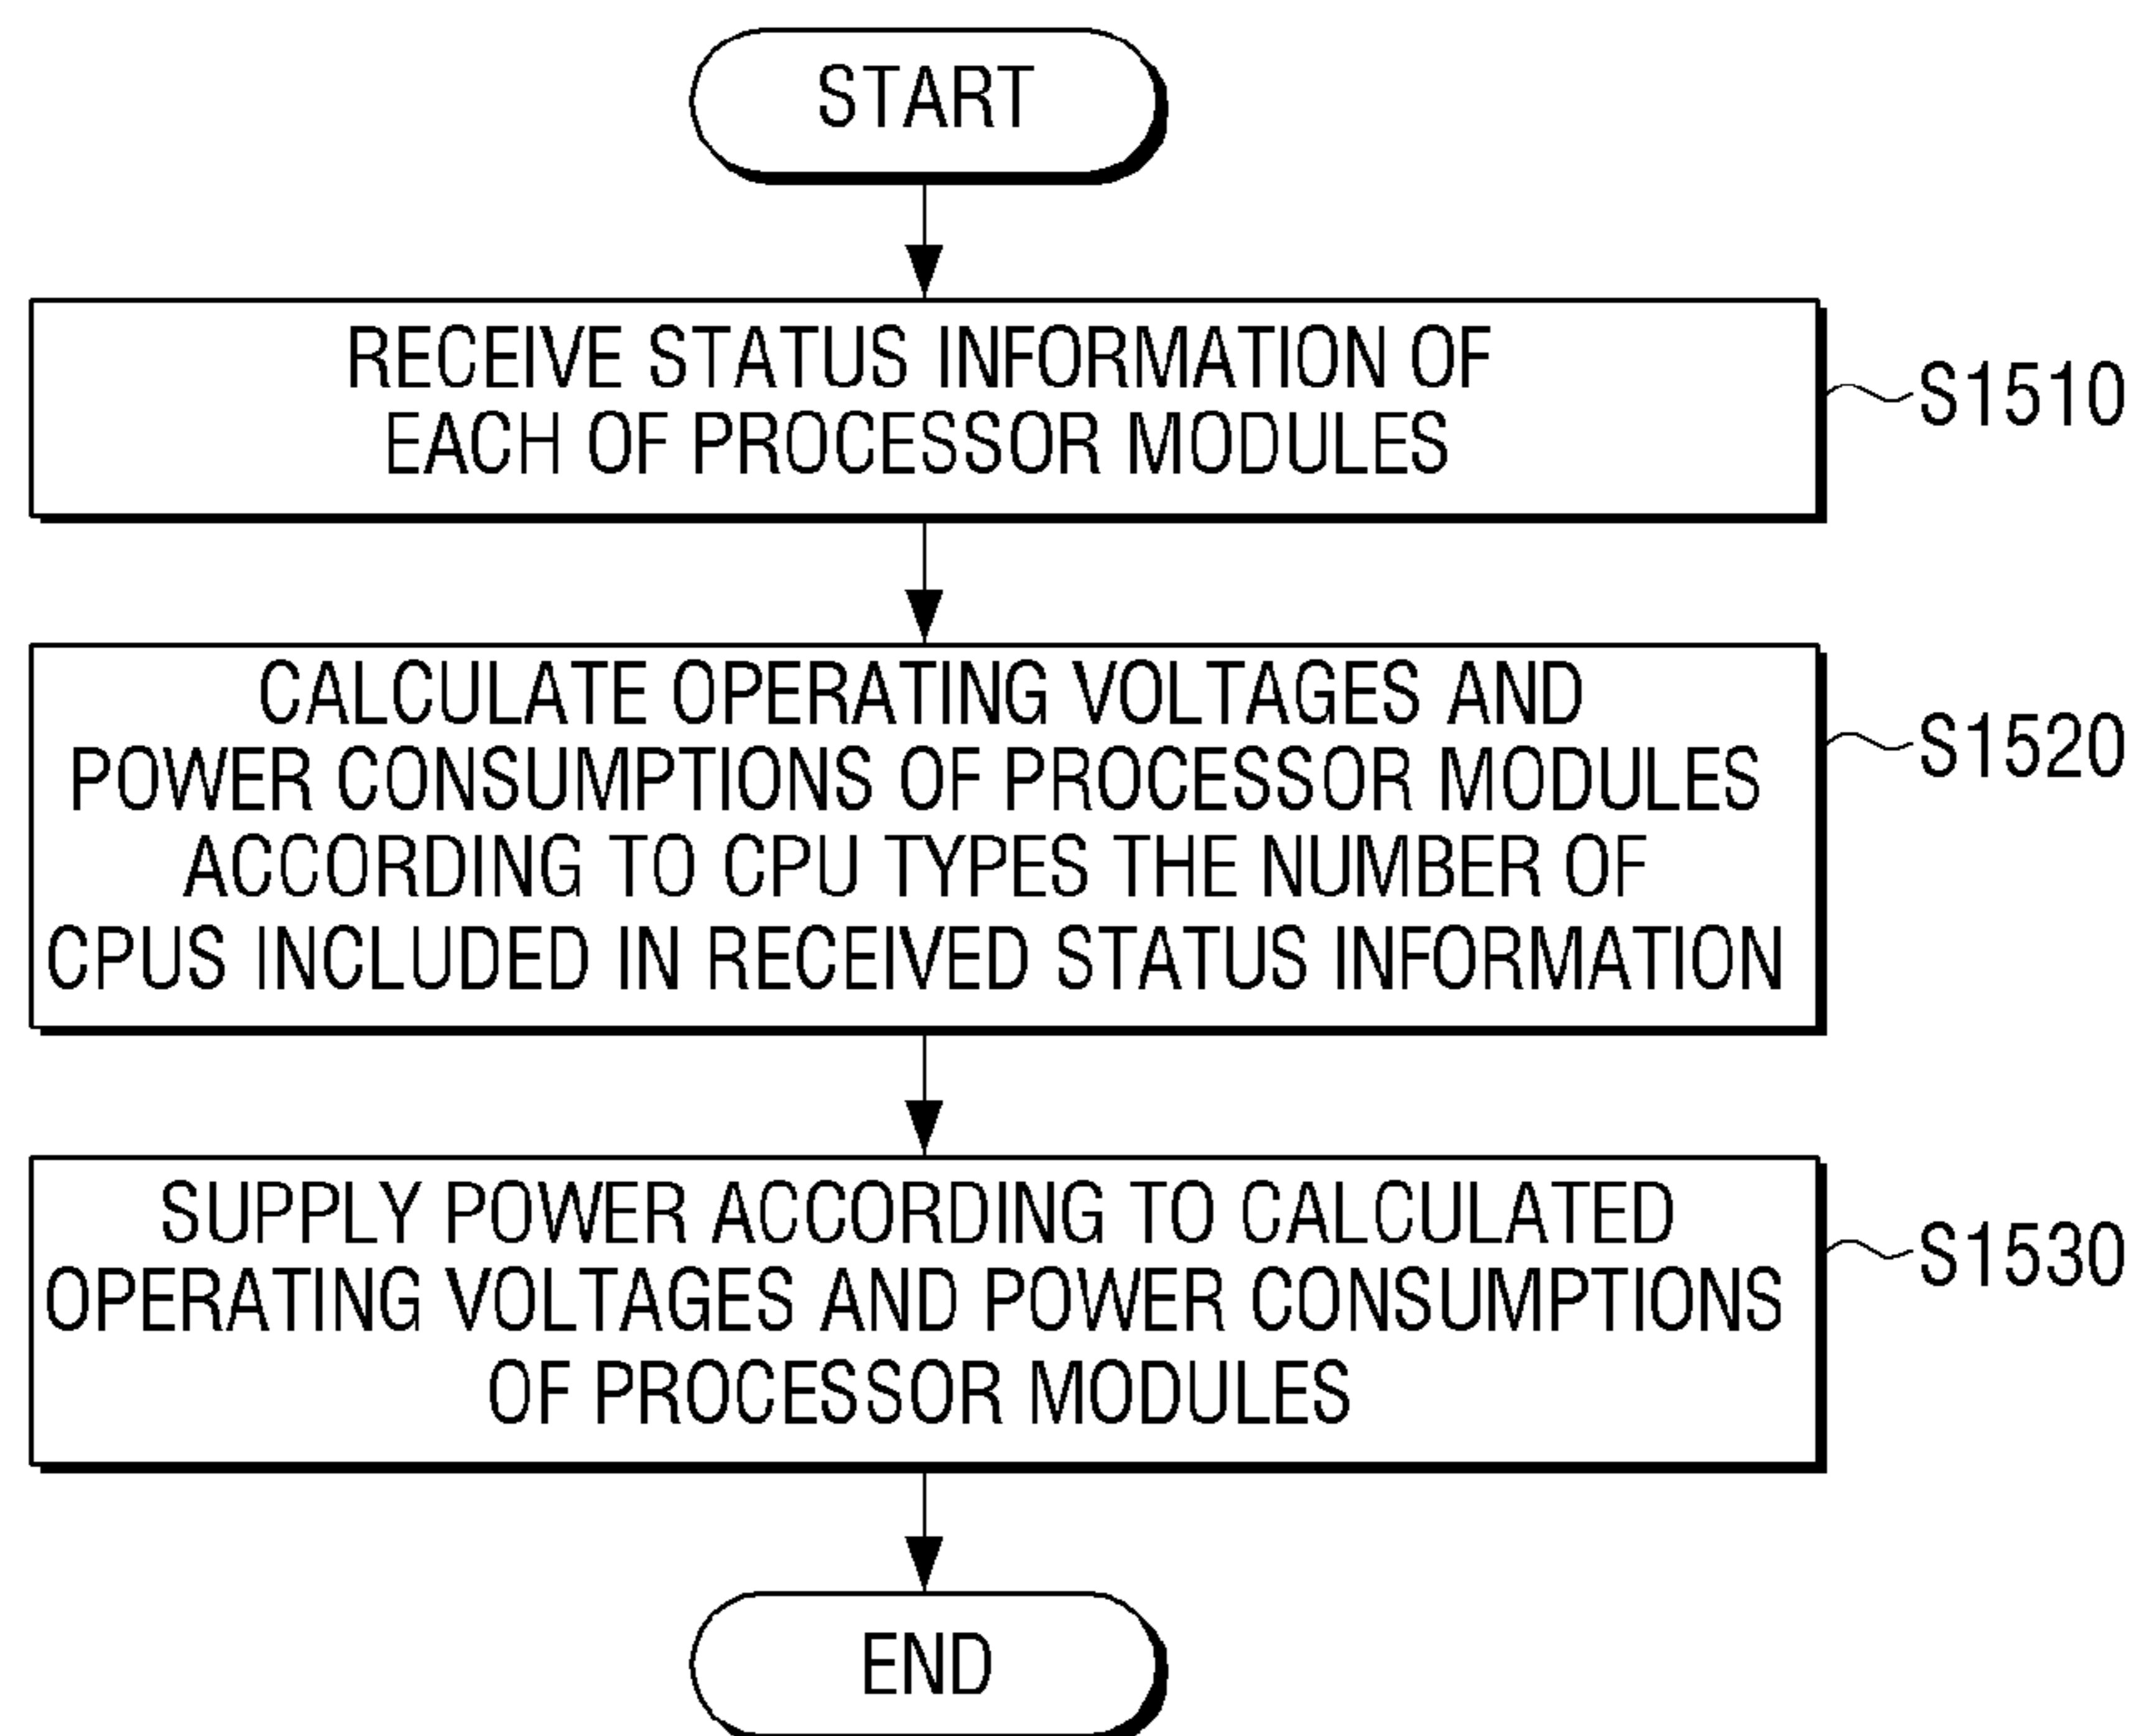 START
RECEIVE STATUS INFORMATION OF
EACH OF PROCESSOR MODULES
S1510
CALCULATE OPERATING VOLTAGES AND
POWER CONSUMPTIONS OF PROCESSOR MODULES
ACCORDING TO CPU TYPES THE NUMBER OF
CPUS INCLUDED IN RECEIVED STATUS INFORMATION
S1520
SUPPLY POWER ACCORDING TO CALCULATED
OPERATING VOLTAGES AND POWER CONSUMPTIONS
OF PROCESSOR MODULES
S1530
END